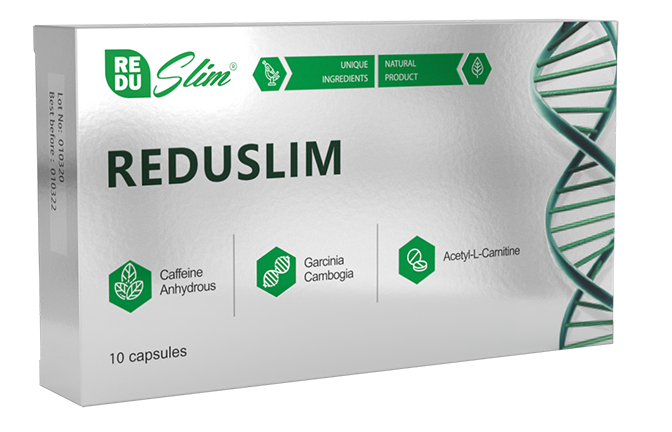 RE
DU
Slim®
UNIQUE
INGREDIENTS
NATURAL
PRODUCT
REDUSLIM
Caffeine
Anhydrous
Garcinia
Cambogia
Acetyl-L-Carnitine
10 capsules
Lot No: 010320
Best before : 010322